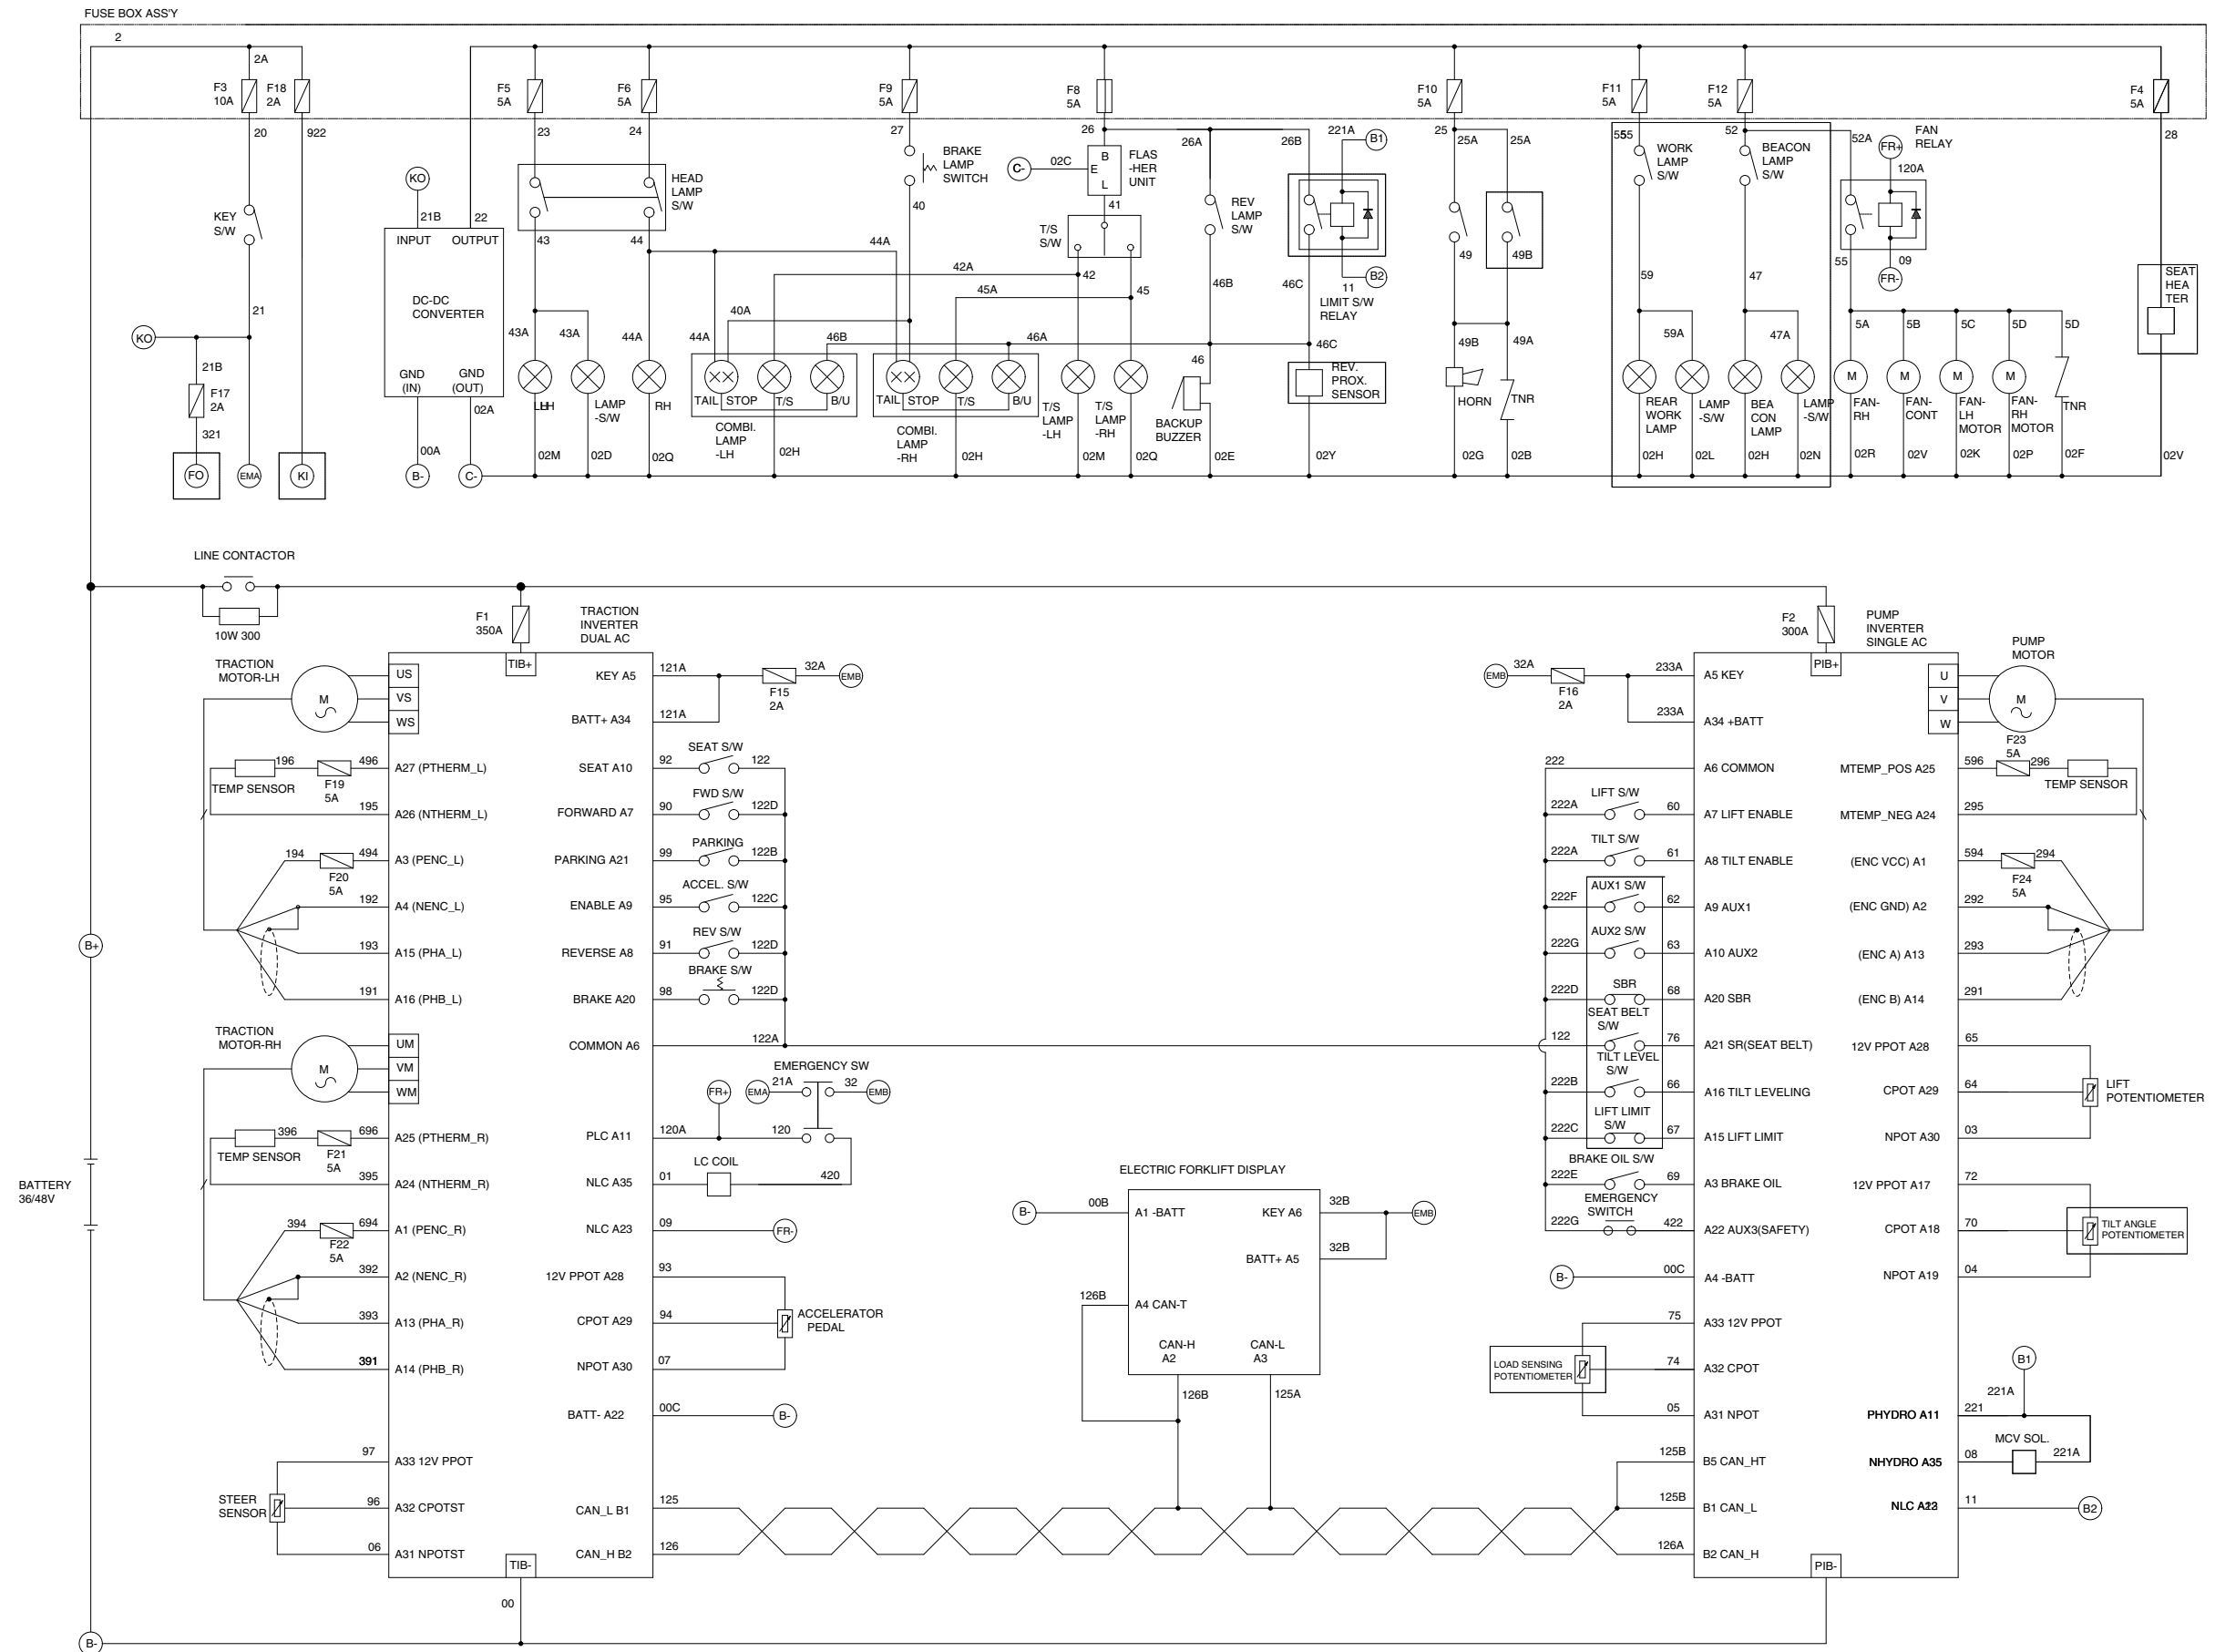 FUSE BOX ASS'Y
2
2A
F3
10A
F18
2A
F5
5A
F6
5A
F9
5A
F8
5A
F10
5A
F11
5A
F12
5A
F4
5A
20
922
23
24
27
26
26A
26B
221A
B1
25
25A
25A
52
52A
FAN
RELAY
FR+
120A
28
KEY
S/W
KO
21B
22
INPUT
OUTPUT
DC-DC
CONVERTER
GND
(IN)
GND
(OUT)
02A
00A
B-
C-
HEAD
LAMP
S/W
43
44
BRAKE
LAMP
SWITCH
40
C-
02C
B
E
L
FLAS
-HER
UNIT
41
T/S
S/W
REV
LAMP
S/W
44A
42A
42
45A
45
40A
46B
46C
B2
11
LIMIT S/W
RELAY
49
49B
WORK
LAMP
S/W
BEACON
LAMP
S/W
59
47
55
09
FR-
SEAT
HEA
TER
21
KO
21B
F17
2A
321
FO
EMA
KI
43A
43A
44A
44A
46B
46A
46C
46
49B
49A
59A
47A
5A
5B
5C
5D
5D
LAMP
-S/W
RH
TAIL
STOP
T/S
B/U
COMBI.
LAMP
-LH
TAIL
STOP
T/S
B/U
COMBI.
LAMP
-RH
T/S
LAMP
-LH
T/S
LAMP
-RH
BACKUP
BUZZER
REV.
PROX.
SENSOR
HORN
TNR
REAR
WORK
LAMP
LAMP
-S/W
BEA
CON
LAMP
LAMP
-S/W
M
M
M
M
FAN-
RH
FAN-
CONT
FAN-
LH
MOTOR
FAN-
RH
MOTOR
TNR
02M
02D
02Q
02H
02H
02M
02Q
02E
02Y
02G
02B
02H
02L
02H
02N
02R
02V
02K
02P
02F
02V
LINE CONTACTOR
10W 300
F1
350A
TRACTION
INVERTER
DUAL AC
F2
300A
PUMP
INVERTER
SINGLE AC
PUMP
MOTOR
TIB+
PIB+
TRACTION
MOTOR-LH
M
US
VS
WS
KEY A5
121A
32A
EMB
F15
2A
BATT+ A34
121A
EMB
32A
F16
2A
233A
A5 KEY
233A
A34 +BATT
U
V
W
M
196
496
F19
5A
TEMP SENSOR
195
A27 (PTHERM_L)
A26 (NTHERM_L)
194
494
F20
5A
A3 (PENC_L)
192
A4 (NENC_L)
193
A15 (PHA_L)
191
A16 (PHB_L)
SEAT A10
92
SEAT S/W
122
FORWARD A7
90
FWD S/W
122D
PARKING A21
99
PARKING
122B
ENABLE A9
95
ACCEL. S/W
122C
REVERSE A8
91
REV S/W
122D
BRAKE A20
98
BRAKE S/W
122D
COMMON A6
122A
222
A6 COMMON
222A
LIFT S/W
60
A7 LIFT ENABLE
222A
TILT S/W
61
A8 TILT ENABLE
222F
AUX1 S/W
62
A9 AUX1
222G
AUX2 S/W
63
A10 AUX2
222D
SBR
68
A20 SBR
122
SEAT BELT
S/W
76
A21 SR(SEAT BELT)
222B
TILT LEVEL
S/W
66
A16 TILT LEVELING
222C
LIFT LIMIT
S/W
67
A15 LIFT LIMIT
222E
BRAKE OIL S/W
69
A3 BRAKE OIL
222G
EMERGENCY
SWITCH
422
A22 AUX3(SAFETY)
B-
00C
A4 -BATT
75
A33 12V PPOT
LOAD SENSING
POTENTIOMETER
74
A32 CPOT
05
A31 NPOT
125B
B5 CAN_HT
125B
B1 CAN_L
126A
B2 CAN_H
PIB-
MTEMP_POS A25
596
F23
5A
296
TEMP SENSOR
MTEMP_NEG A24
295
(ENC VCC) A1
594
F24
5A
294
(ENC GND) A2
292
(ENC A) A13
293
(ENC B) A14
291
12V PPOT A28
65
CPOT A29
64
LIFT
POTENTIOMETER
NPOT A30
03
12V PPOT A17
72
CPOT A18
70
TILT ANGLE
POTENTIOMETER
NPOT A19
04
B1
221A
PHYDRO A11
221
MCV SOL.
221A
NHYDRO A35
08
11
B2
TRACTION
MOTOR-RH
M
UM
VM
WM
396
696
F21
5A
TEMP SENSOR
395
A25 (PTHERM_R)
A24 (NTHERM_R)
394
694
F22
5A
A1 (PENC_R)
392
A2 (NENC_R)
393
A13 (PHA_R)
391
A14 (PHB_R)
97
A33 12V PPOT
STEER
SENSOR
96
A32 CPOTST
06
A31 NPOTST
TIB-
00
EMERGENCY SW
EMA
21A
32
EMB
FR+
PLC A11
120A
120
LC COIL
NLC A35
01
420
NLC A23
09
FR-
12V PPOT A28
93
CPOT A29
94
ACCELERATOR
PEDAL
NPOT A30
07
BATT- A22
00C
B-
CAN_L B1
125
CAN_H B2
126
ELECTRIC FORKLIFT DISPLAY
B-
00B
A1 -BATT
KEY A6
32B
EMB
BATT+ A5
32B
126B
A4 CAN-T
CAN-H
A2
CAN-L
A3
126B
125A
B+
BATTERY
36/48V
B-